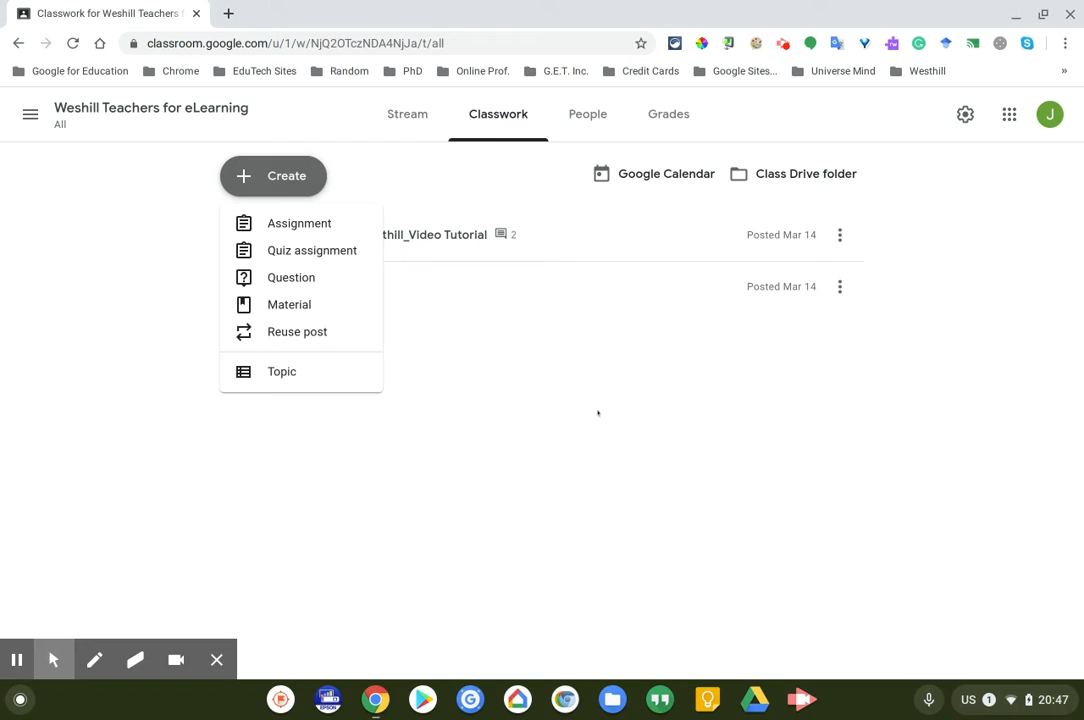 Classwork for Weshill Teachers f
classroom.google.com/u/1/w/NjQ2OTczNDA4NjJa/t/all
Google for Education
Chrome
EduTech Sites
Random
PhD
Online Prof.
G.E.T. Inc.
Credit Cards
Google Sites...
Universe Mind
Westhill
»
Weshill Teachers for eLearning
All
Stream
Classwork
People
Grades
J
Create
Google Calendar
Class Drive folder
Assignment
Quiz assignment
Question
Material
Reuse post
Topic
thill_Video Tutorial
2
Posted Mar 14
Posted Mar 14
EPSON
US
1
20:47